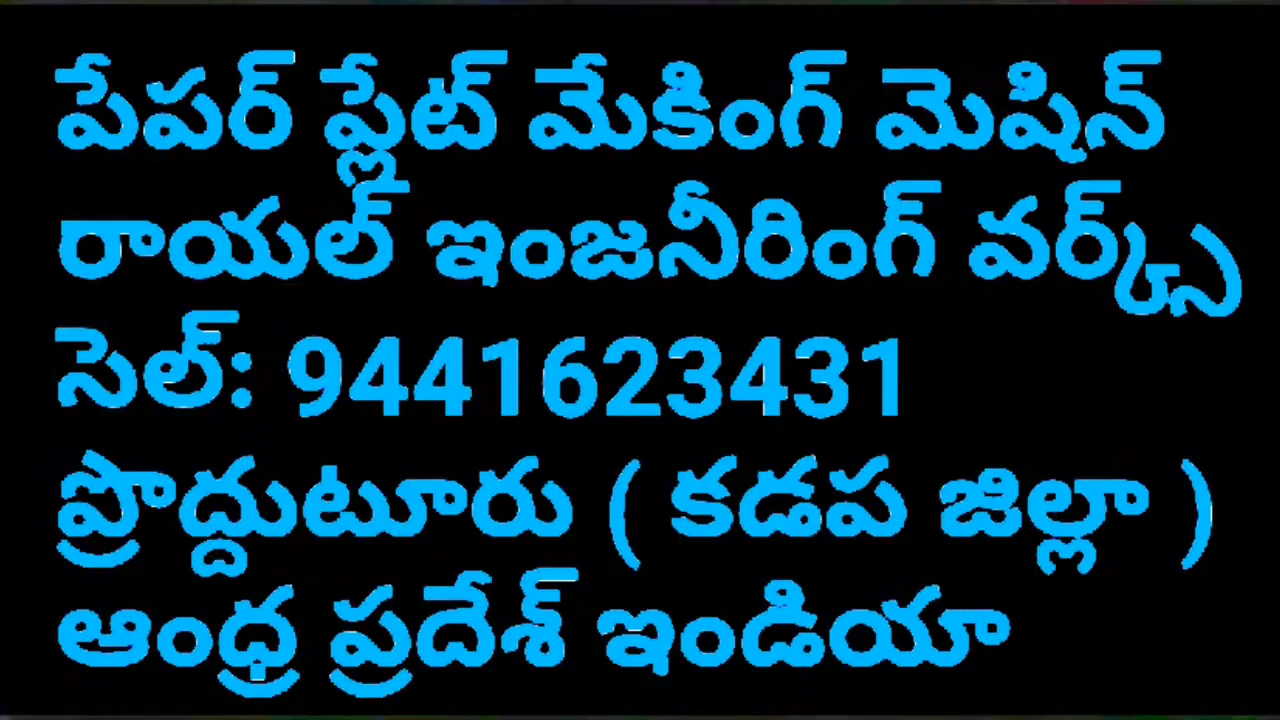 పేపర్ ప్లేట్ మేకింగ్ మెషిన్
రాయల్ ఇంజనీరింగ్ వర్క్స్
సెల్: 9441623431
ప్రొద్దుటూరు ( కడప జిల్లా )
ఆంధ్ర ప్రదేశ్ ఇండియా